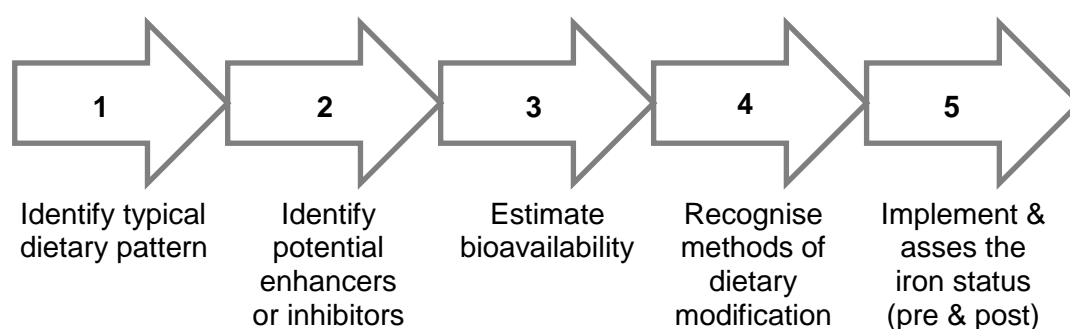 1
2
3
4
5
Identify typical
dietary pattern
Identify
potential
enhancers
or inhibitors
Estimate
bioavailability
Recognise
methods of
dietary
modification
Implement &
asses the
iron status
(pre & post)